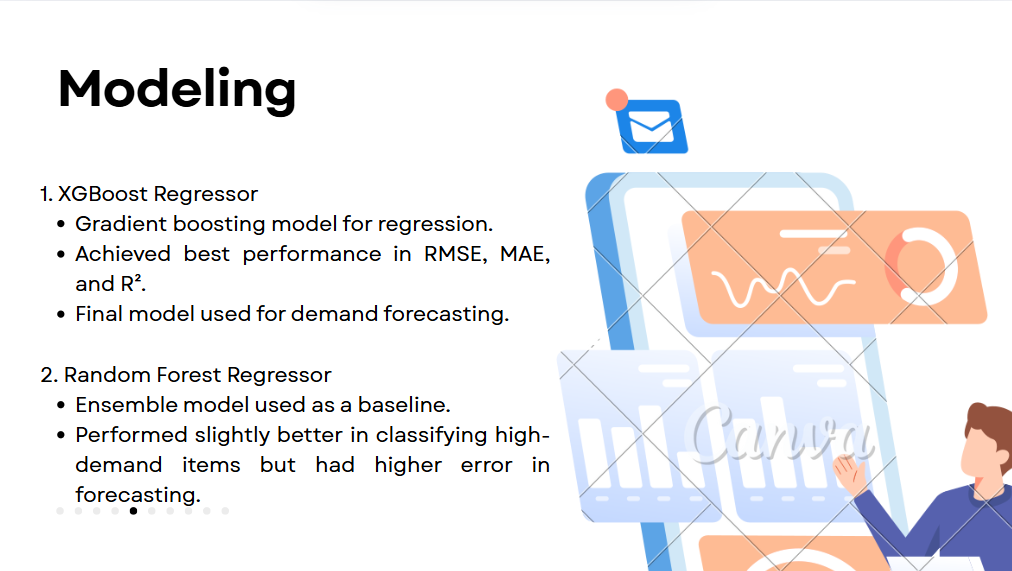 Modeling
1. XGBoost Regressor
• Gradient boosting model for regression.
• Achieved best performance in RMSE, MAE,
and R².
• Final model used for demand forecasting.
2. Random Forest Regressor
• Ensemble model used as a baseline.
• Performed slightly better in classifying high-
demand items but had higher error in
forecasting.
Canva